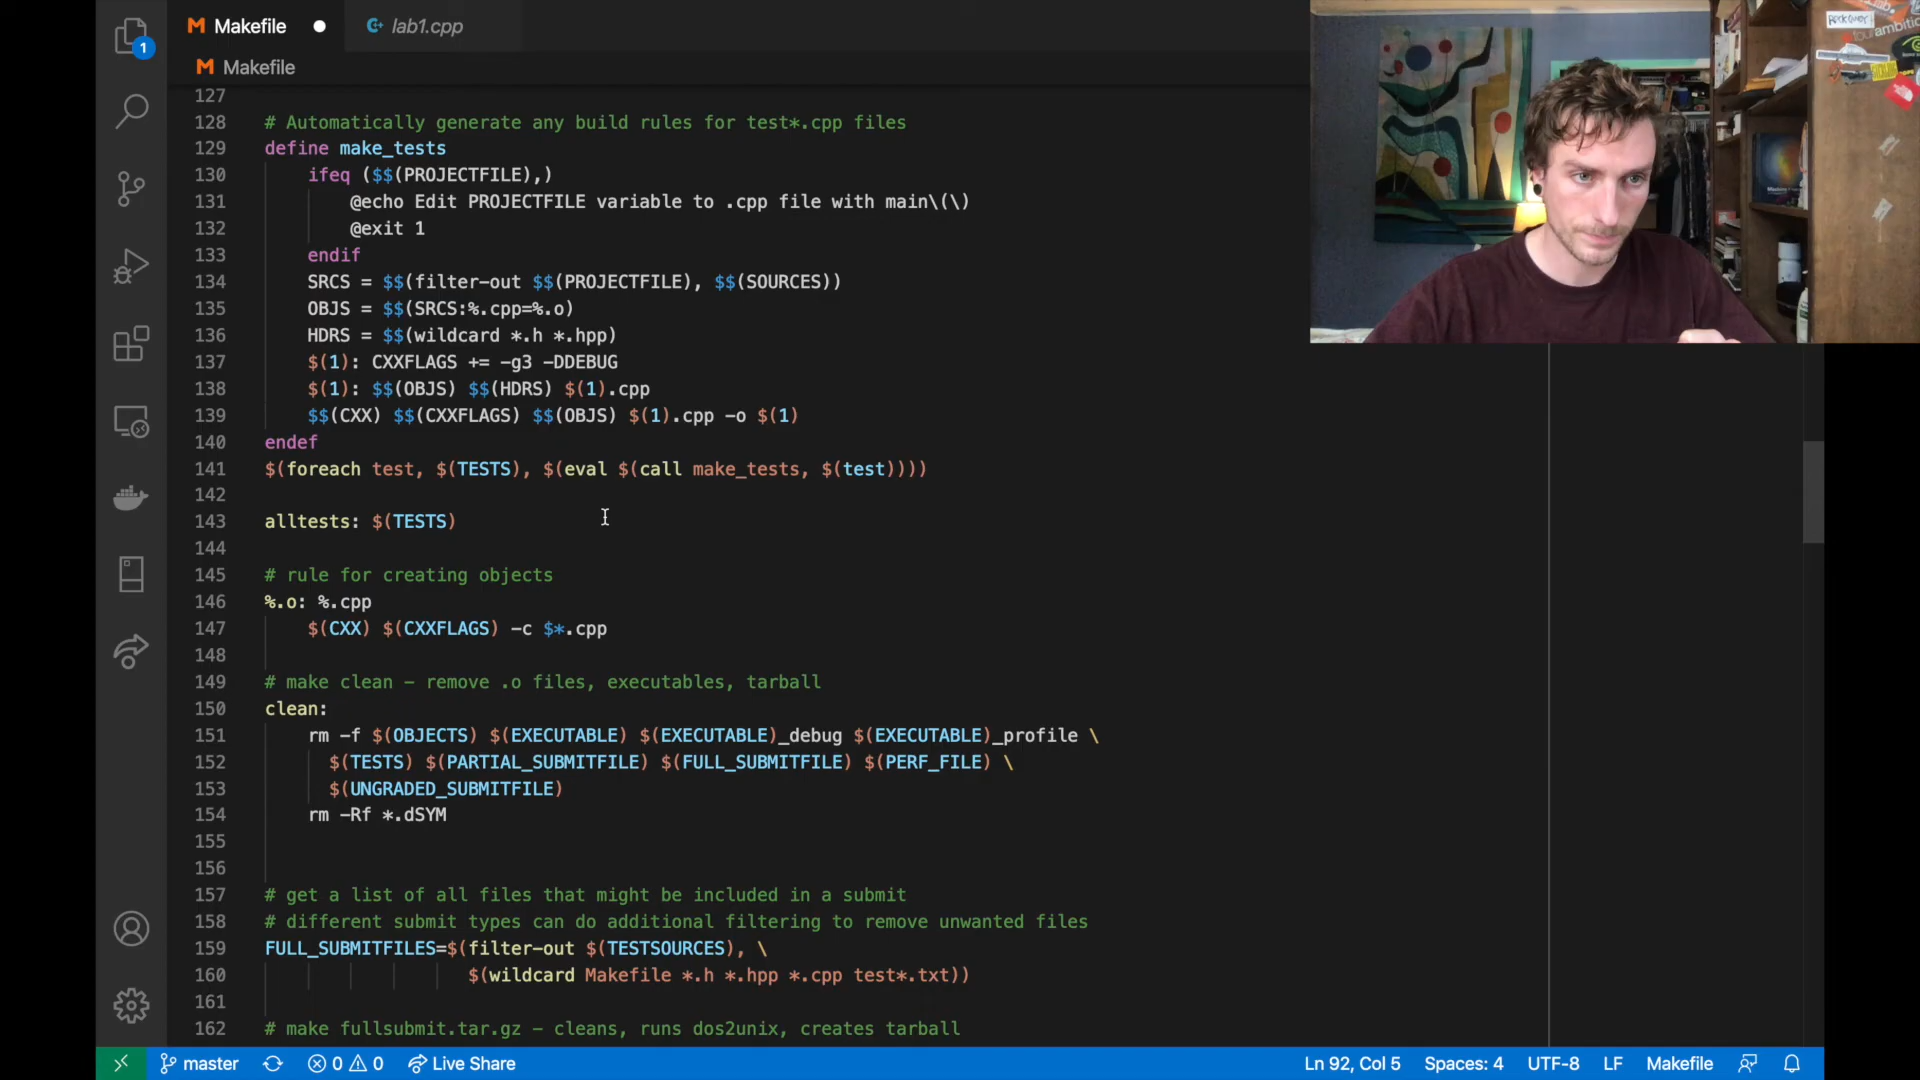 Makefile
lab1.cpp
1
Makefile
127
128 # Automatically generate any build rules for test*.cpp files
129 define make_tests
130 ifeq ($$(PROJECTFILE),)
131 @echo Edit PROJECTFILE variable to .cpp file with main\(\)
132 @exit 1
133 endif
134 SRCS = $$(filter-out $$(PROJECTFILE), $$(SOURCES))
135 OBJS = $$(SRCS:%.cpp=%.o)
136 HDRS = $$(wildcard *.h *.hpp)
137 $(1): CXXFLAGS += -g3 -DDEBUG
138 $(1): $$(OBJS) $$(HDRS) $(1).cpp
139 $$(CXX) $$(CXXFLAGS) $$(OBJS) $(1).cpp -o $(1)
140 endef
141 $(foreach test, $(TESTS), $(eval $(call make_tests, $(test))))
142
143 alltests: $(TESTS)
144
145 # rule for creating objects
146 %.o: %.cpp
147 $(CXX) $(CXXFLAGS) -c $*.cpp
148
149 # make clean - remove .o files, executables, tarball
150 clean:
151 rm -f $(OBJECTS) $(EXECUTABLE) $(EXECUTABLE)_debug $(EXECUTABLE)_profile \
152 $(TESTS) $(PARTIAL_SUBMITFILE) $(FULL_SUBMITFILE) $(PERF_FILE) \
153 $(UNGRADED_SUBMITFILE)
154 rm -Rf *.dSYM
155
156
157 # get a list of all files that might be included in a submit
158 # different submit types can do additional filtering to remove unwanted files
159 FULL_SUBMITFILES=$(filter-out $(TESTSOURCES), \
160 $(wildcard Makefile *.h *.hpp *.cpp test*.txt))
161
162 # make fullsubmit.tar.gz - cleans, runs dos2unix, creates tarball
master 0 0 Live Share Ln 92, Col 5 Spaces: 4 UTF-8 LF Makefile